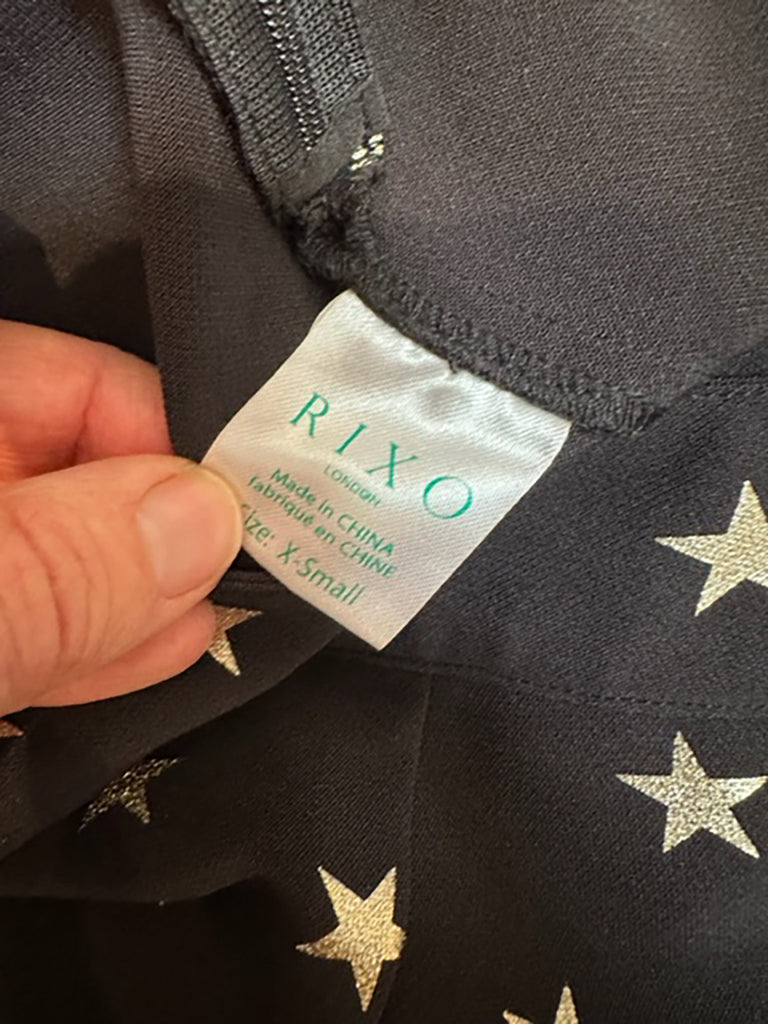 RIXO
LONDON
Made in CHINA
fabriqué en CHINE
Size: X-Small